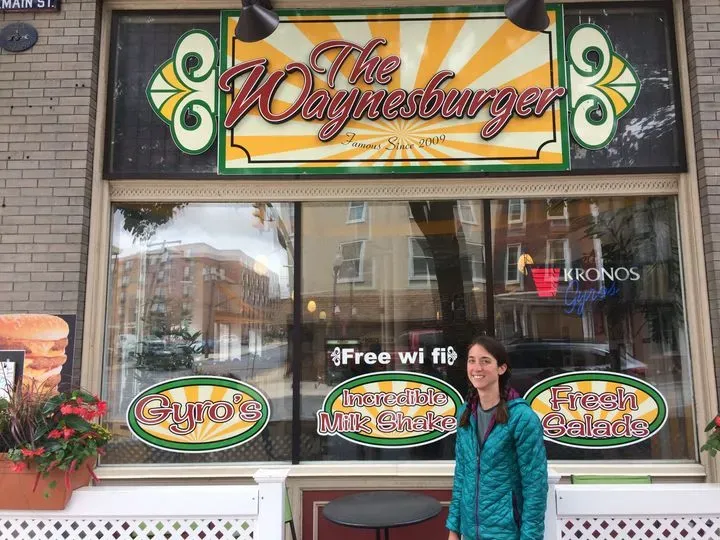 MAIN ST.
The
Waynesburger
Famous Since 2009
KRONOS
Gyros
Free wi fi
Gyro's
Incredible
Milk Shake
Fresh
Salads